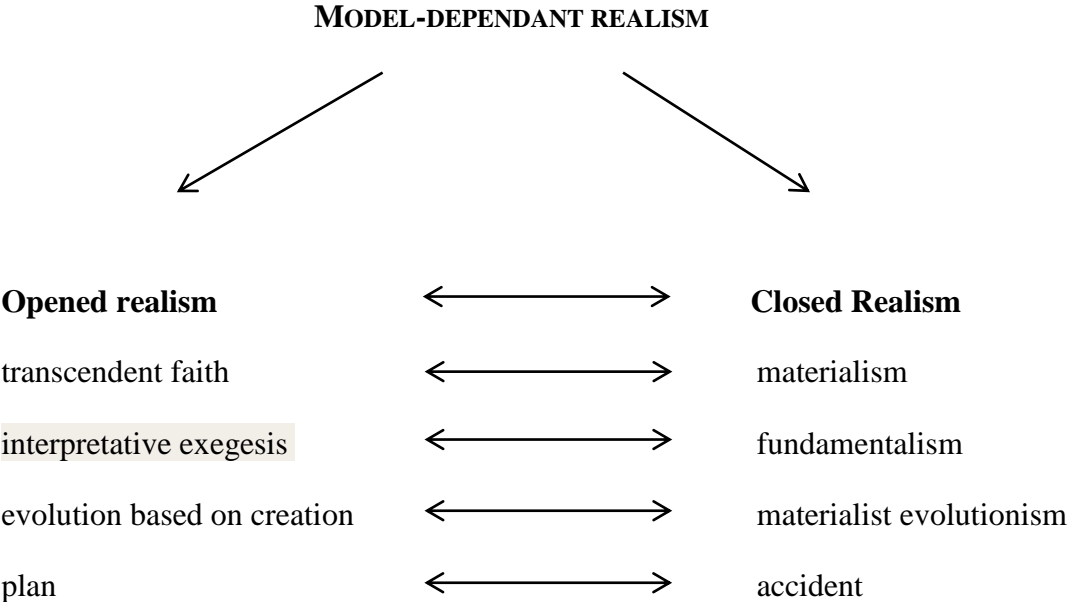 MODEL-DEPENDANT REALISM
Opened realism Closed Realism
transcendent faith materialism
interpretative exegesis fundamentalism
evolution based on creation materialist evolutionism
plan accident